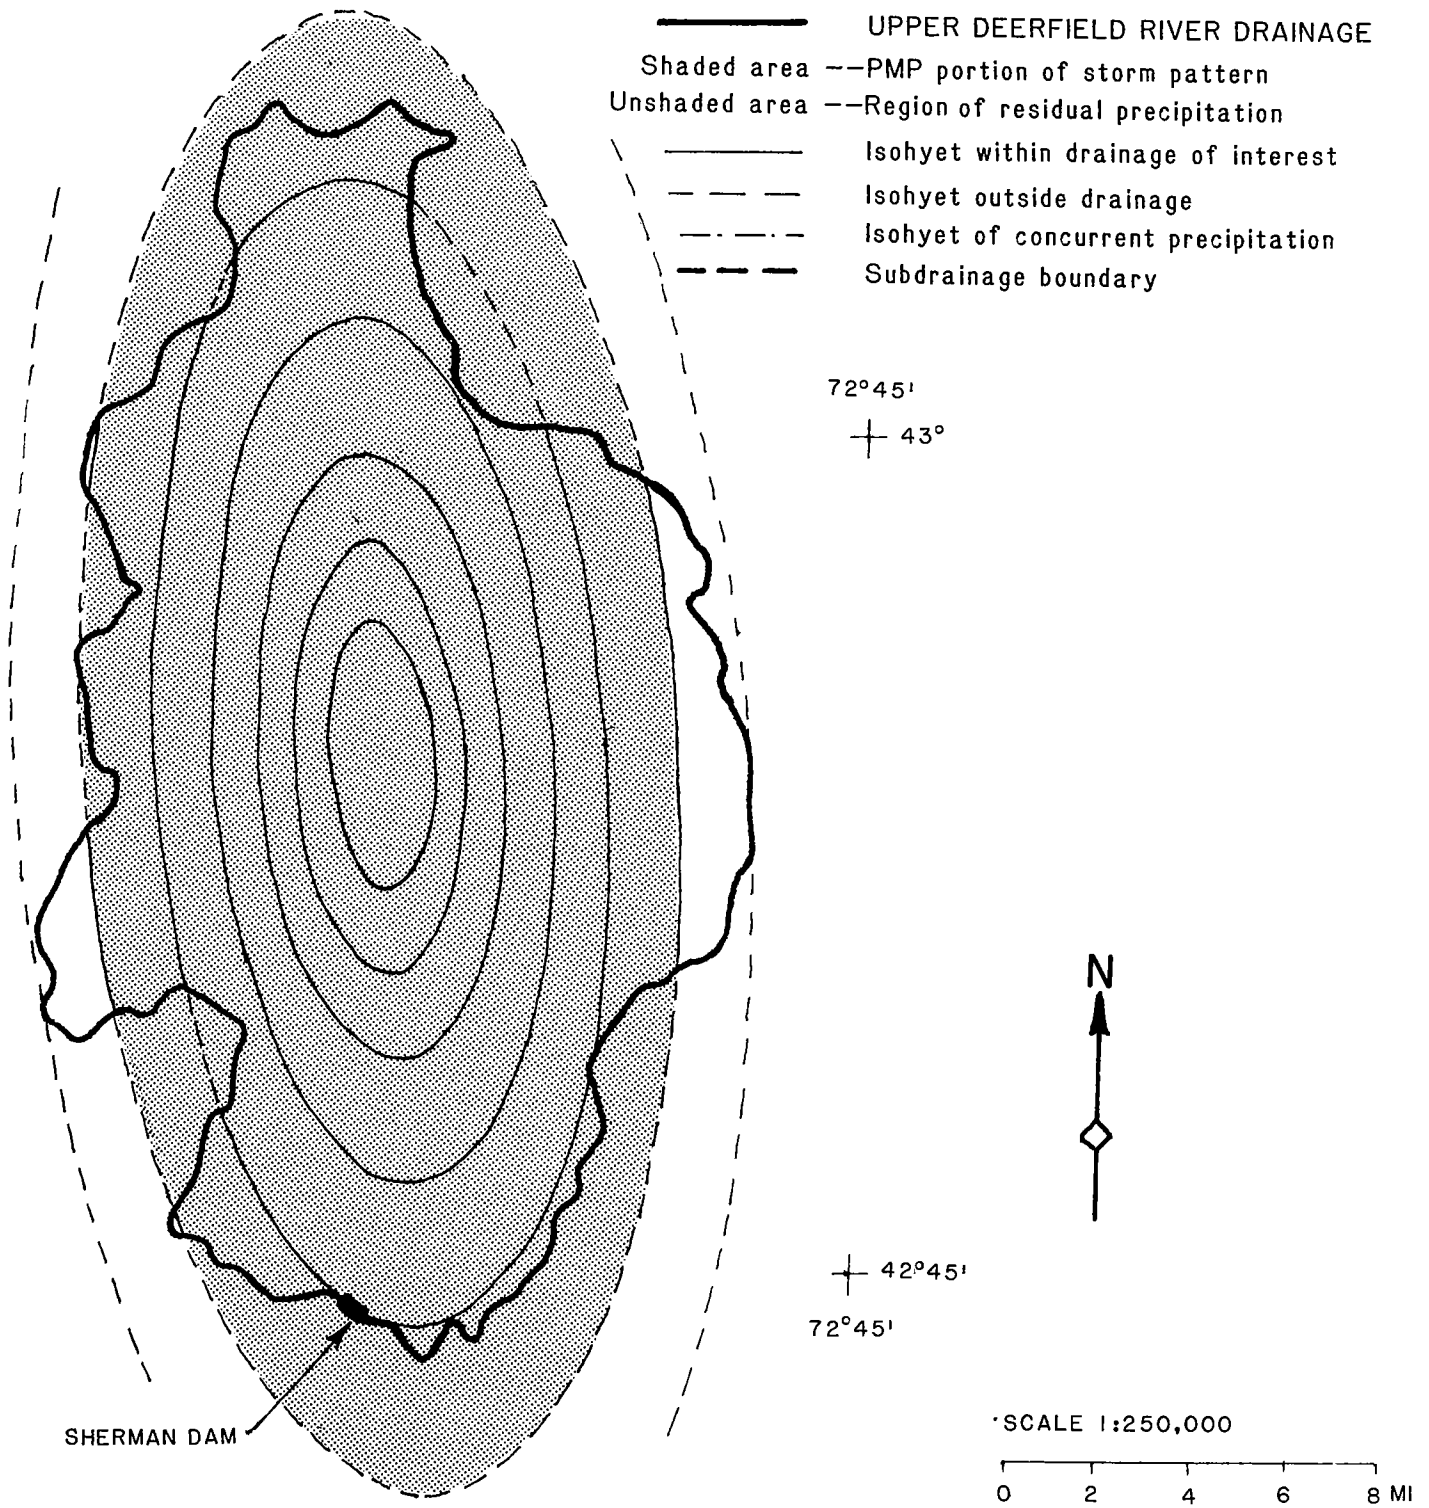 UPPER DEERFIELD RIVER DRAINAGE
Shaded area --PMP portion of storm pattern
Unshaded area --Region of residual precipitation
Isohyet within drainage of interest
Isohyet outside drainage
Isohyet of concurrent precipitation
Subdrainage boundary
72°45'
43°
N
42°45'
72°45'
SHERMAN DAM
SCALE 1:250,000
0 2 4 6 8 MI